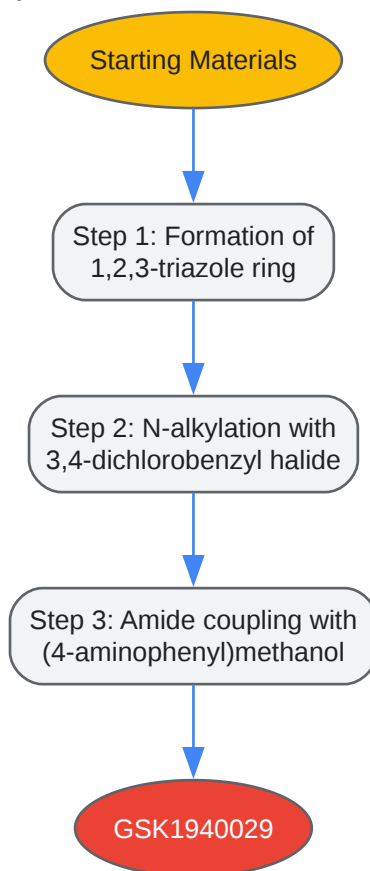 Starting Materials
Step 1: Formation of
1,2,3-triazole ring
Step 2: N-alkylation with
3,4-dichlorobenzyl halide
Step 3: Amide coupling with
(4-aminophenyl)methanol
GSK1940029